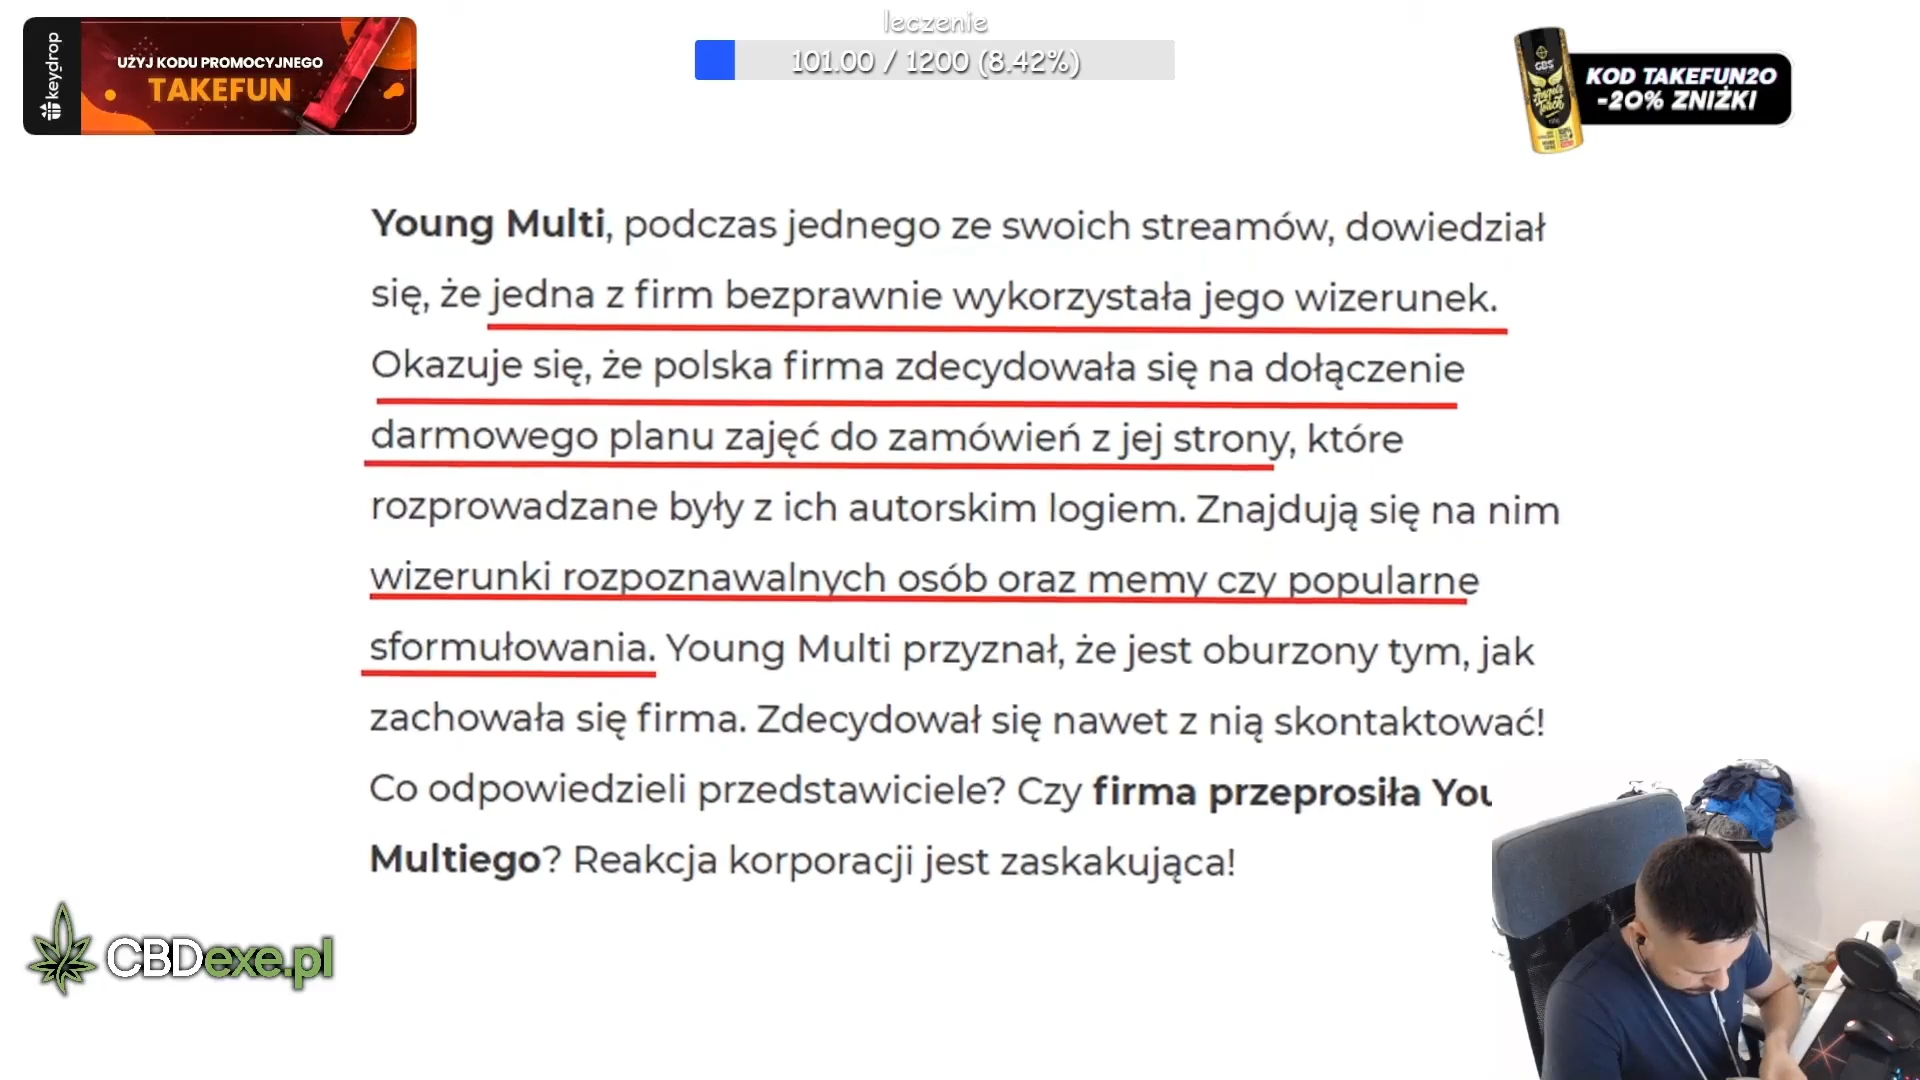 leczenie
101.00 / 1200 (8.42%)
keydrop
UŻYJ KODU PROMOCYJNEGO
TAKEFUN
GBS
Angel's
Touch
KOD TAKEFUN20
-20% ZNIŻKI
Young Multi, podczas jednego ze swoich streamów, dowiedział
się, że jedna z firm bezprawnie wykorzystała jego wizerunek.
Okazuje się, że polska firma zdecydowała się na dołączenie
darmowego planu zajęć do zamówień z jej strony, które
rozprowadzane były z ich autorskim logiem. Znajdują się na nim
wizerunki rozpoznawalnych osób oraz memy czy popularne
sformułowania. Young Multi przyznał, że jest oburzony tym, jak
zachowała się firma. Zdecydował się nawet z nią skontaktować!
Co odpowiedzieli przedstawiciele? Czy firma przeprosiła You
Multiego? Reakcja korporacji jest zaskakująca!
CBDexe.pl